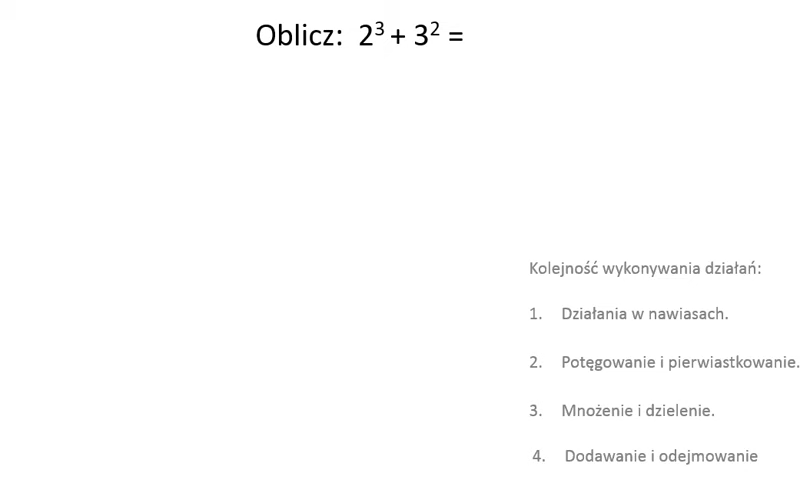 Oblicz: 2³ + 3² =
Kolejność wykonywania działań:
1. Działania w nawiasach.
2. Potęgowanie i pierwiastkowanie.
3. Mnożenie i dzielenie.
4. Dodawanie i odejmowanie